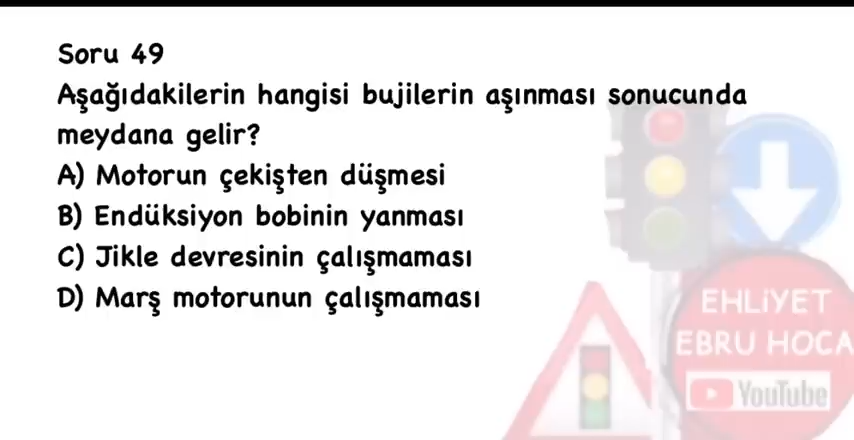 Soru 49
Aşağıdakilerin hangisi bujilerin aşınması sonucunda
meydana gelir?
A) Motorun çekişten düşmesi
B) Endüksiyon bobinin yanması
C) Jikle devresinin çalışmaması
D) Marş motorunun çalışmaması
EHLİYET
EBRU HOCA
YouTube